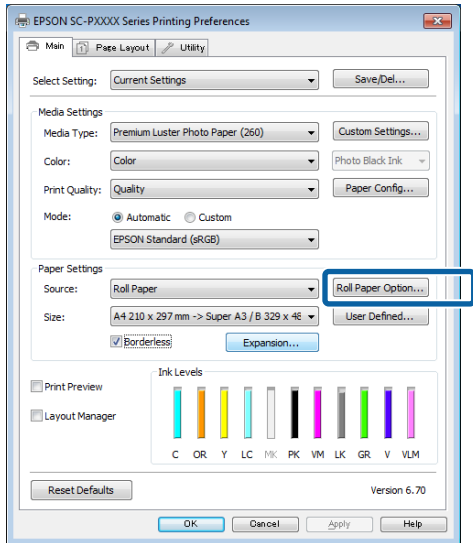 EPSON SC-PXXXX Series Printing Preferences
Main Page Layout Utility
Select Setting: Current Settings Save/Del...
Media Settings
Media Type: Premium Luster Photo Paper (260) Custom Settings...
Color: Color Photo Black Ink
Print Quality: Quality Paper Config...
Mode: Automatic Custom
EPSON Standard (sRGB)
Paper Settings
Source: Roll Paper Roll Paper Option...
Size: A4 210 x 297 mm -> Super A3 / B 329 x 48 User Defined...
Borderless Expansion...
Ink Levels
Print Preview
Layout Manager
C OR Y LC MK PK VM LK GR V VLM
Reset Defaults Version 6.70
OK Cancel Apply Help